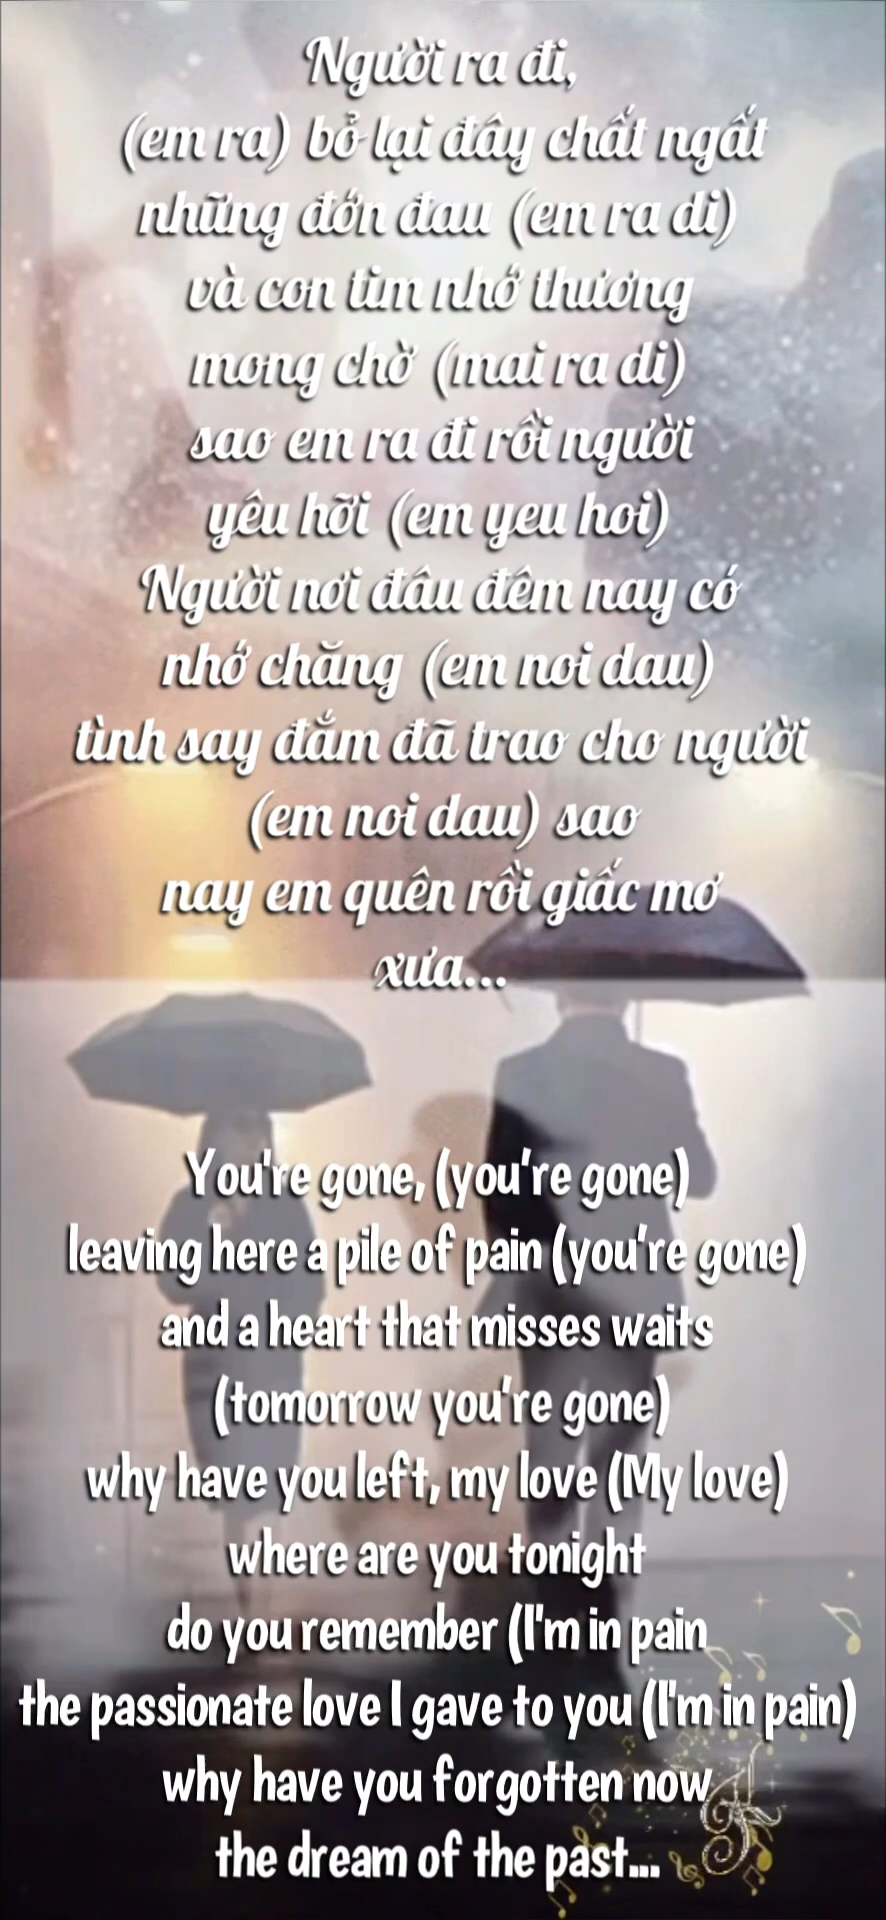 Người ra đi,
(em ra) bỏ lại đây chất ngất
những đớn đau (em ra di)
và con tim nhớ thương
mong chờ (mai ra di)
sao em ra đi rồi người
yêu hỡi (em yeu hoi)
Người nơi đâu đêm nay có
nhớ chăng (em noi dau)
tình say đắm đã trao cho người
(em noi dau) sao
nay em quên rồi giấc mơ
xưa...
You're gone, (you're gone)
leaving here a pile of pain (you're gone)
and a heart that misses waits
(tomorrow you're gone)
why have you left, my love (My love)
where are you tonight
do you remember (I'm in pain
the passionate love I gave to you (I'm in pain)
why have you forgotten now
the dream of the past...